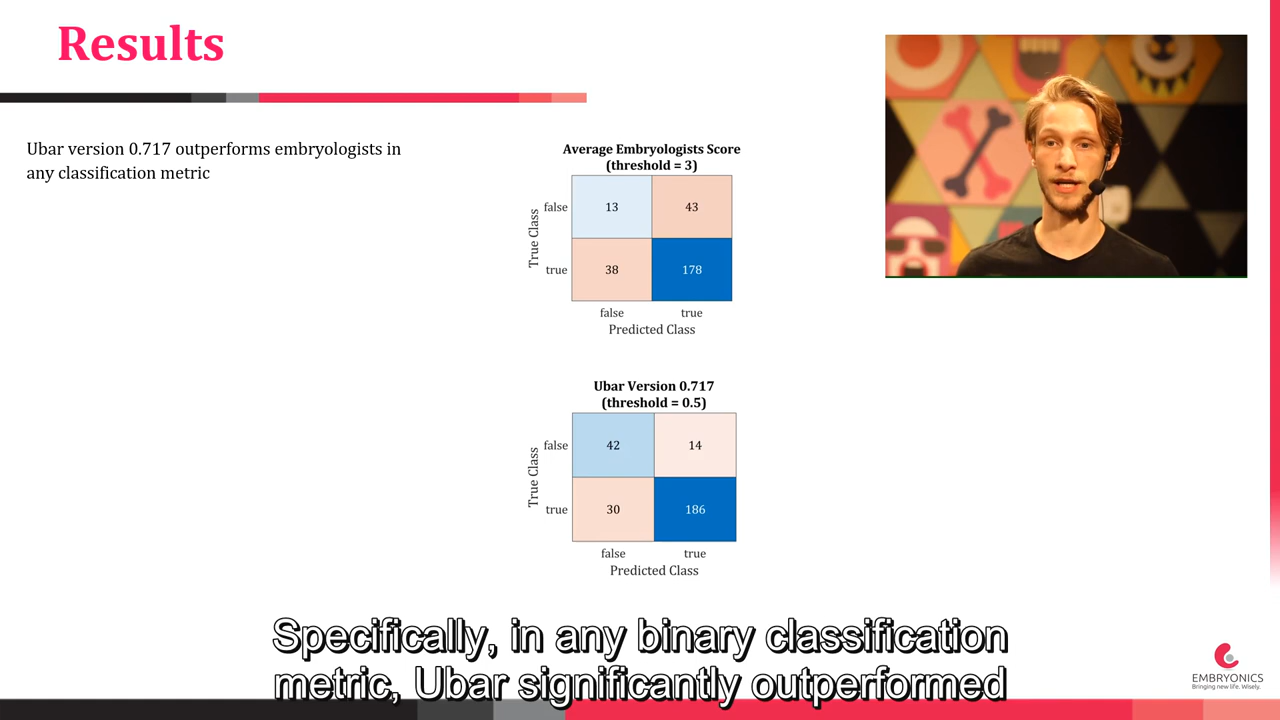 Results
Ubar version 0.717 outperforms embryologists in
any classification metric
Average Embryologists Score
(threshold = 3)
True Class
false
13
43
true
38
178
false
true
Predicted Class
Ubar Version 0.717
(threshold = 0.5)
True Class
false
42
14
true
30
186
false
true
Predicted Class
Specifically, in any binary classification
metric, Ubar significantly outperformed
EMBRYONICS
Bringing new life. Wisely.